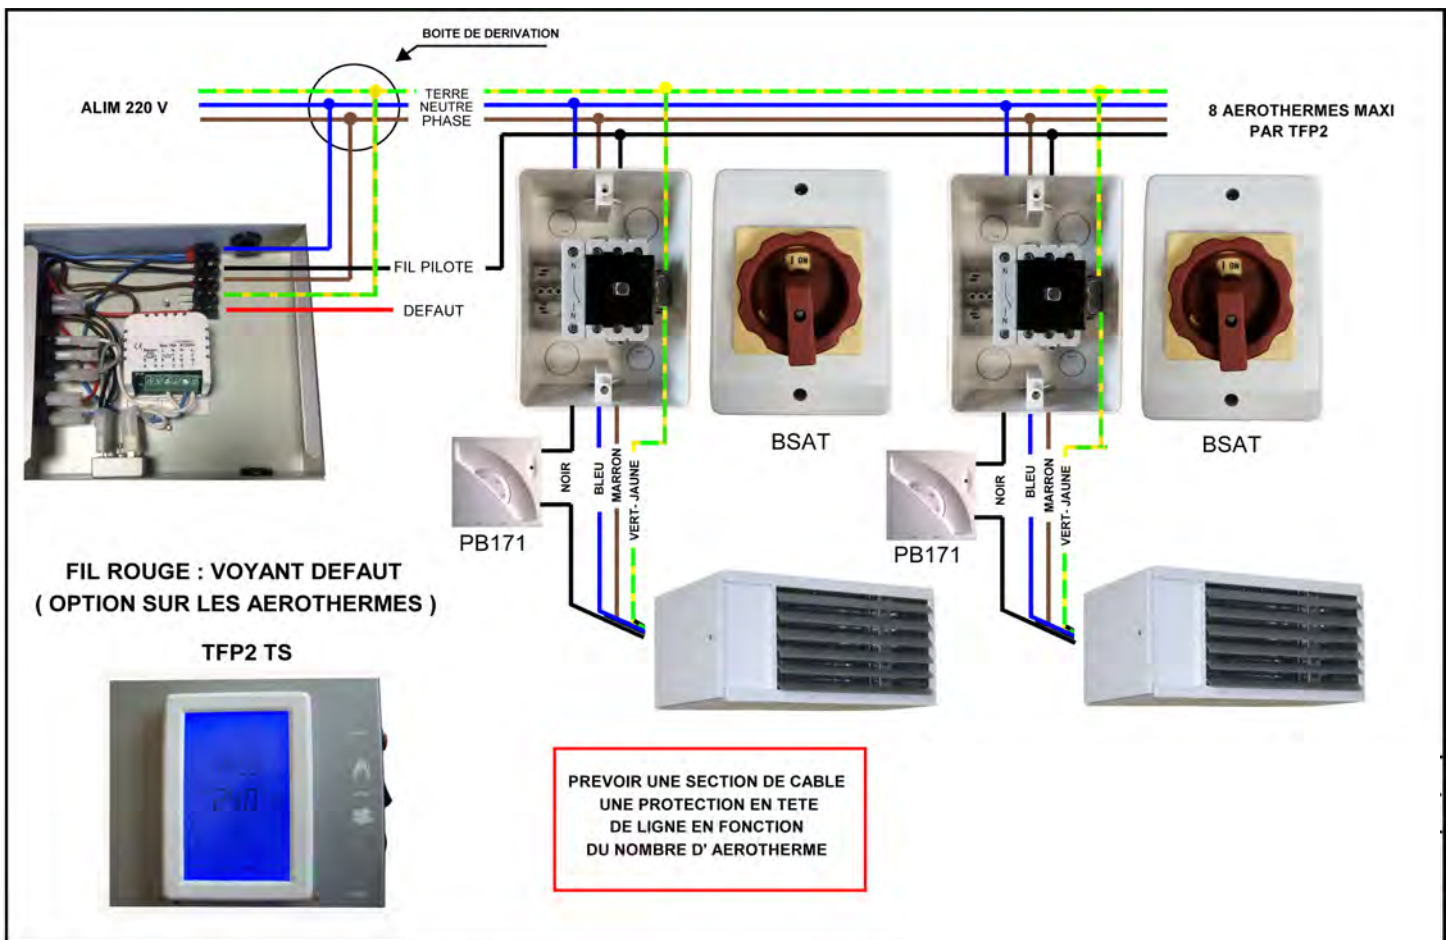 BOITE DE DERIVATION
ALIM 220 V
TERRE
NEUTRE
PHASE
8 AEROTHERMES MAXI
PAR TFP2
FIL PILOTE
DEFAUT
I ON
I ON
BSAT
BSAT
NOIR
BLEU
MARRON
VERT- JAUNE
NOIR
BLEU
MARRON
VERT- JAUNE
PB171
PB171
FIL ROUGE : VOYANT DEFAUT
( OPTION SUR LES AEROTHERMES )
TFP2 TS
PREVOIR UNE SECTION DE CABLE
UNE PROTECTION EN TETE
DE LIGNE EN FONCTION
DU NOMBRE D' AEROTHERME